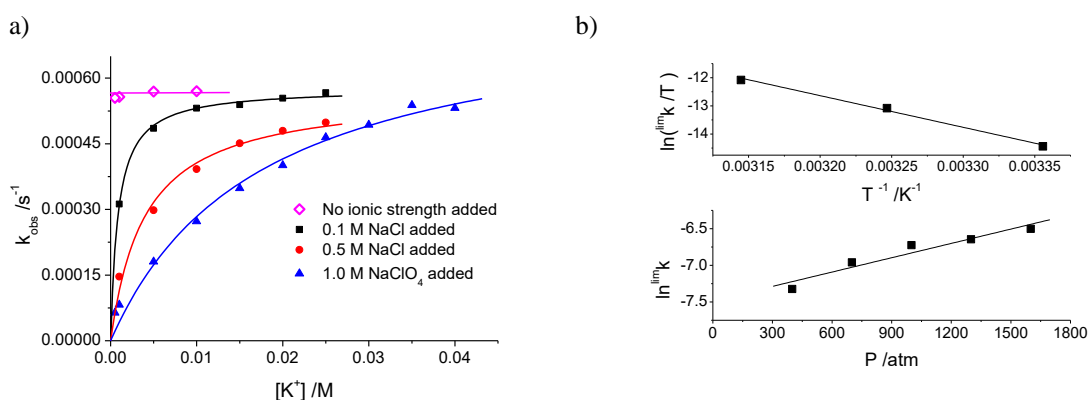 a)
0.00060
0.00045
0.00030
0.00015
0.00000
k_obs /s⁻¹
No ionic strength added
0.1 M NaCl added
0.5 M NaCl added
1.0 M NaClO₄ added
0.00 0.01 0.02 0.03 0.04
[K⁺] /M
b)
-12
-13
-14
ln(ˡⁱᵐk /T)
0.00315 0.00320 0.00325 0.00330 0.00335
T⁻¹ /K⁻¹
-6.5
-7.0
-7.5
lnˡⁱᵐk
0 300 600 900 1200 1500 1800
P /atm